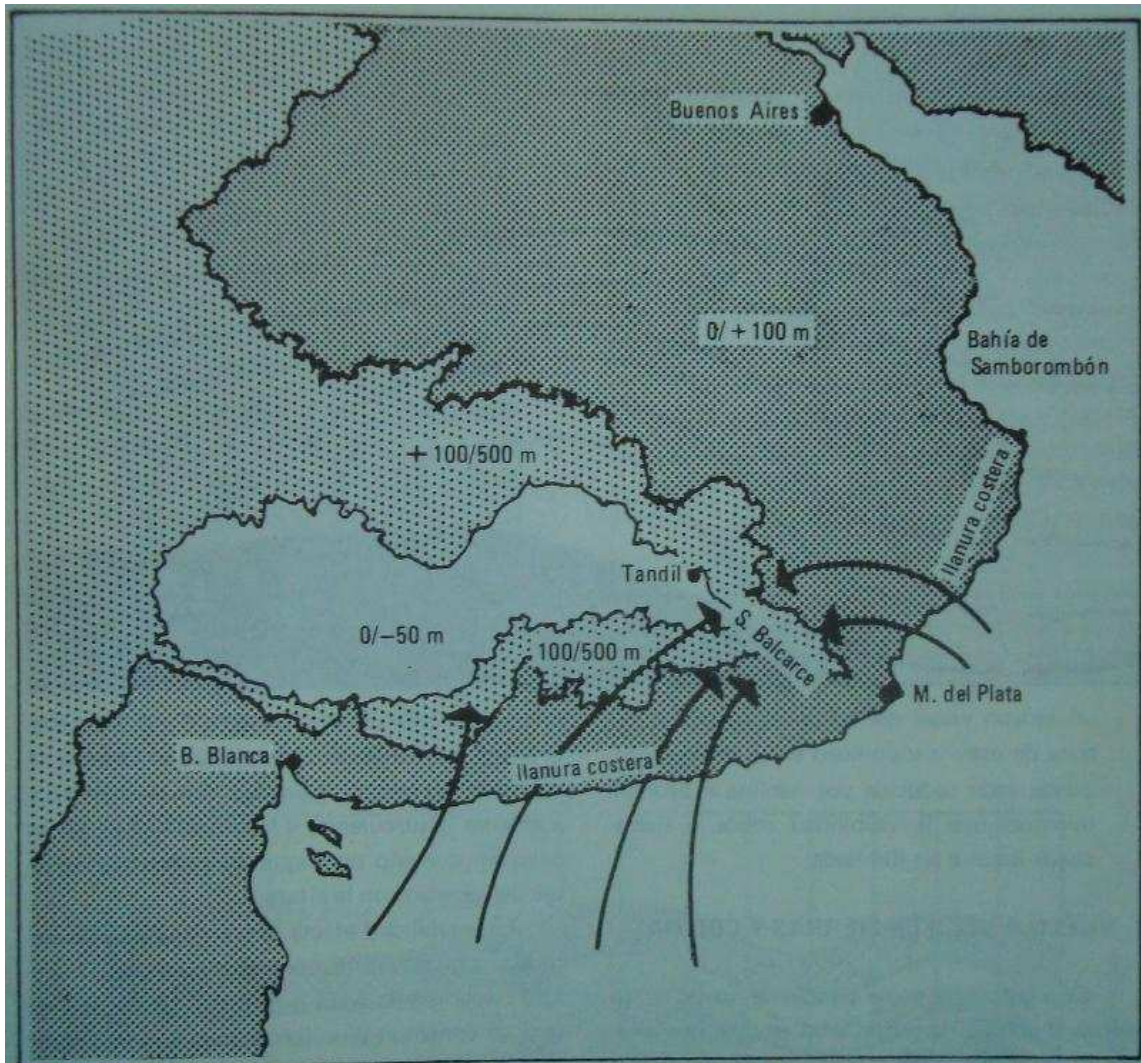 Buenos Aires
0/+100 m
Bahía de
Samborombón
+ 100/500 m
llanura costera
Tandil
0/−50 m
100/500 m
S. Balcarce
M. del Plata
B. Blanca
llanura costera